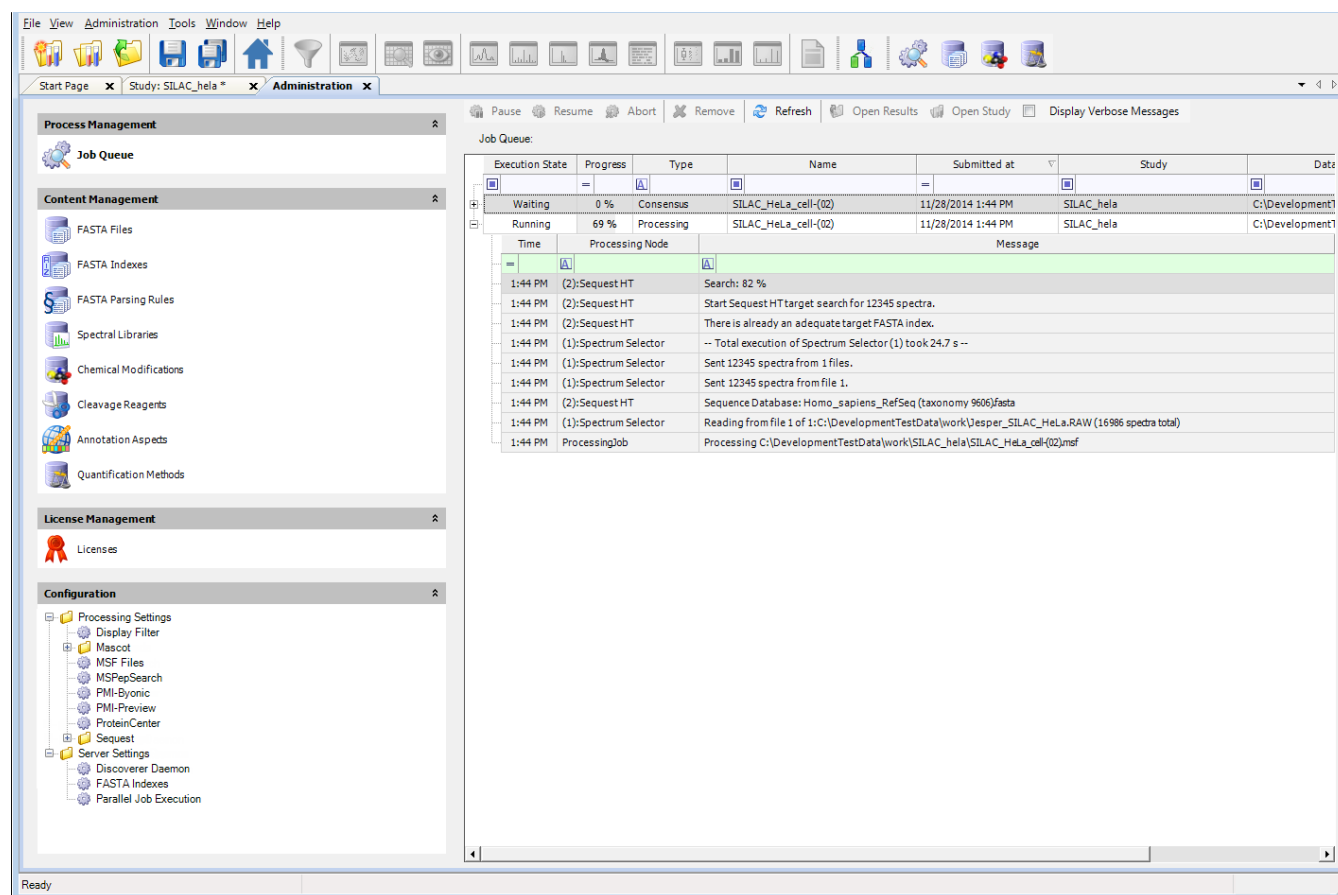 File View Administration Tools Window Help
Start Page x Study: SILAC_hela * x Administration x
Process Management
Job Queue
Content Management
FASTA Files
FASTA Indexes
FASTA Parsing Rules
Spectral Libraries
Chemical Modifications
Cleavage Reagents
Annotation Aspects
Quantification Methods
License Management
Licenses
Configuration
Processing Settings
Display Filter
Mascot
MSF Files
MSPepSearch
PMI-Byonic
PMI-Preview
ProteinCenter
Sequest
Server Settings
Discoverer Daemon
FASTA Indexes
Parallel Job Execution
Pause Resume Abort Remove Refresh Open Results Open Study Display Verbose Messages
Job Queue:
Execution State Progress Type Name Submitted at Study Data
= A =
Waiting 0 % Consensus SILAC_HeLa_cell-(02) 11/28/2014 1:44 PM SILAC_hela C:\DevelopmentT
Running 69 % Processing SILAC_HeLa_cell-(02) 11/28/2014 1:44 PM SILAC_hela C:\DevelopmentT
Time Processing Node Message
= A A
1:44 PM (2):Sequest HT Search: 82 %
1:44 PM (2):Sequest HT Start Sequest HT target search for 12345 spectra.
1:44 PM (2):Sequest HT There is already an adequate target FASTA index.
1:44 PM (1):Spectrum Selector -- Total execution of Spectrum Selector (1) took 24.7 s --
1:44 PM (1):Spectrum Selector Sent 12345 spectra from 1 files.
1:44 PM (1):Spectrum Selector Sent 12345 spectra from file 1.
1:44 PM (2):Sequest HT Sequence Database: Homo_sapiens_RefSeq (taxonomy 9606).fasta
1:44 PM (1):Spectrum Selector Reading from file 1 of 1:C:\DevelopmentTestData\work\Jesper_SILAC_HeLa.RAW (16986 spectra total)
1:44 PM ProcessingJob Processing C:\DevelopmentTestData\work\SILAC_hela\SILAC_HeLa_cell-(02).msf
Ready